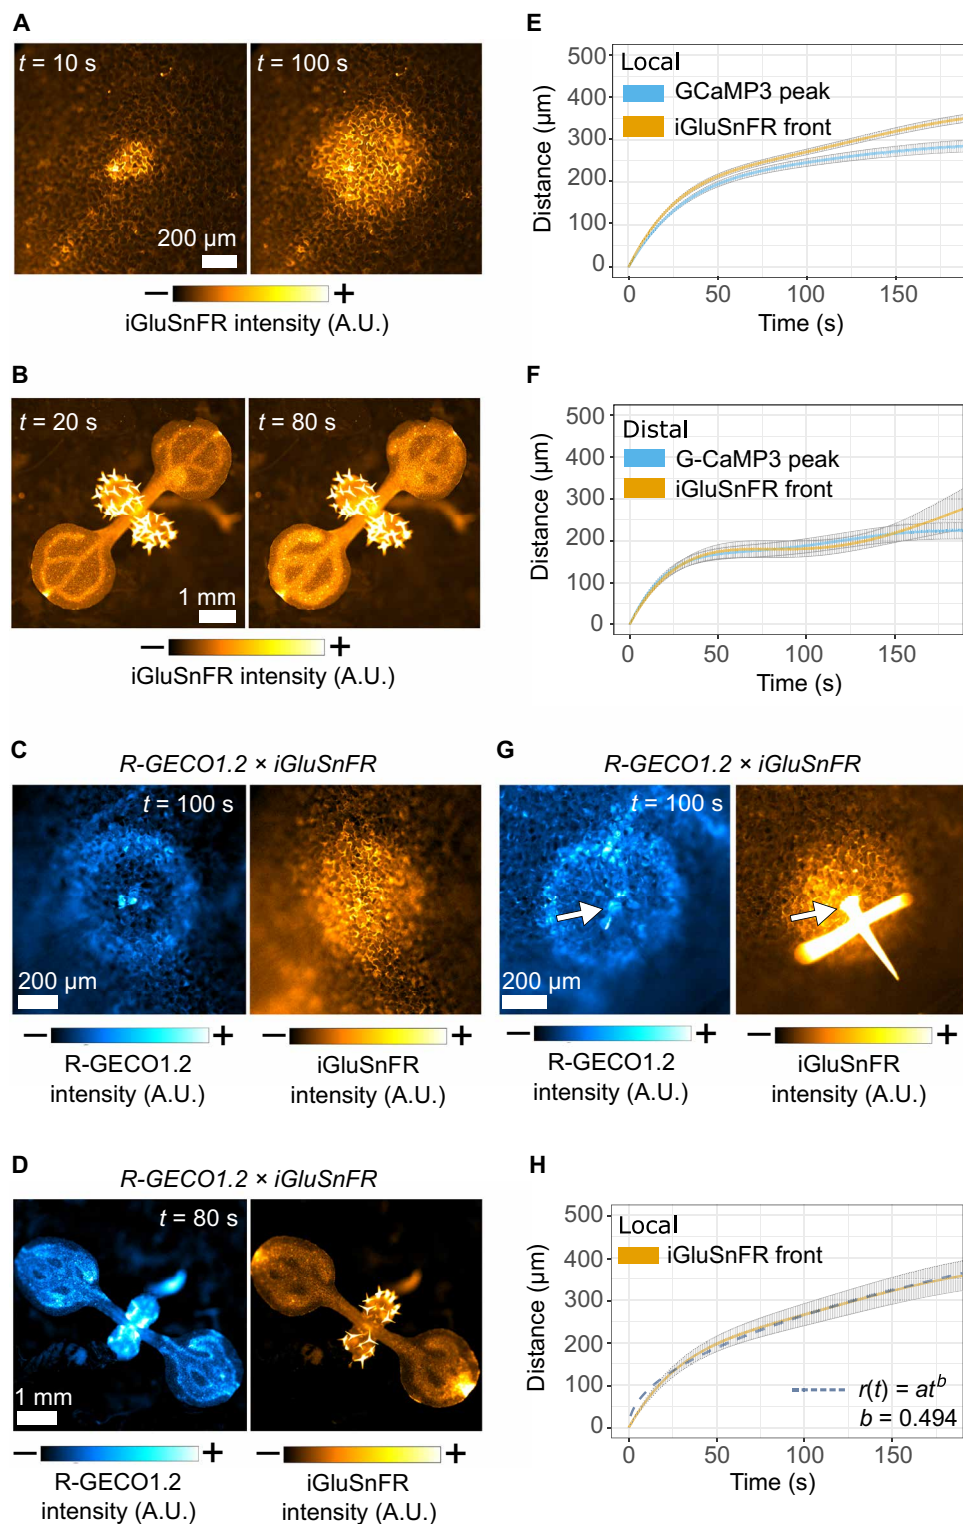 A
t = 10 s
t = 100 s
200 µm
− +
iGluSnFR intensity (A.U.)
B
t = 20 s
t = 80 s
1 mm
− +
iGluSnFR intensity (A.U.)
C
R-GECO1.2 × iGluSnFR
t = 100 s
200 µm
− +
R-GECO1.2
intensity (A.U.)
− +
iGluSnFR
intensity (A.U.)
D
R-GECO1.2 × iGluSnFR
t = 80 s
1 mm
− +
R-GECO1.2
intensity (A.U.)
− +
iGluSnFR
intensity (A.U.)
E
Local
GCaMP3 peak
iGluSnFR front
Distance (µm)
500
400
300
200
100
0
0 50 100 150
Time (s)
F
Distal
G-CaMP3 peak
iGluSnFR front
Distance (µm)
500
400
300
200
100
0
0 50 100 150
Time (s)
G
R-GECO1.2 × iGluSnFR
t = 100 s
200 µm
− +
R-GECO1.2
intensity (A.U.)
− +
iGluSnFR
intensity (A.U.)
H
Local
iGluSnFR front
Distance (µm)
500
400
300
200
100
0
r(t) = at^b
b = 0.494
0 50 100 150
Time (s)